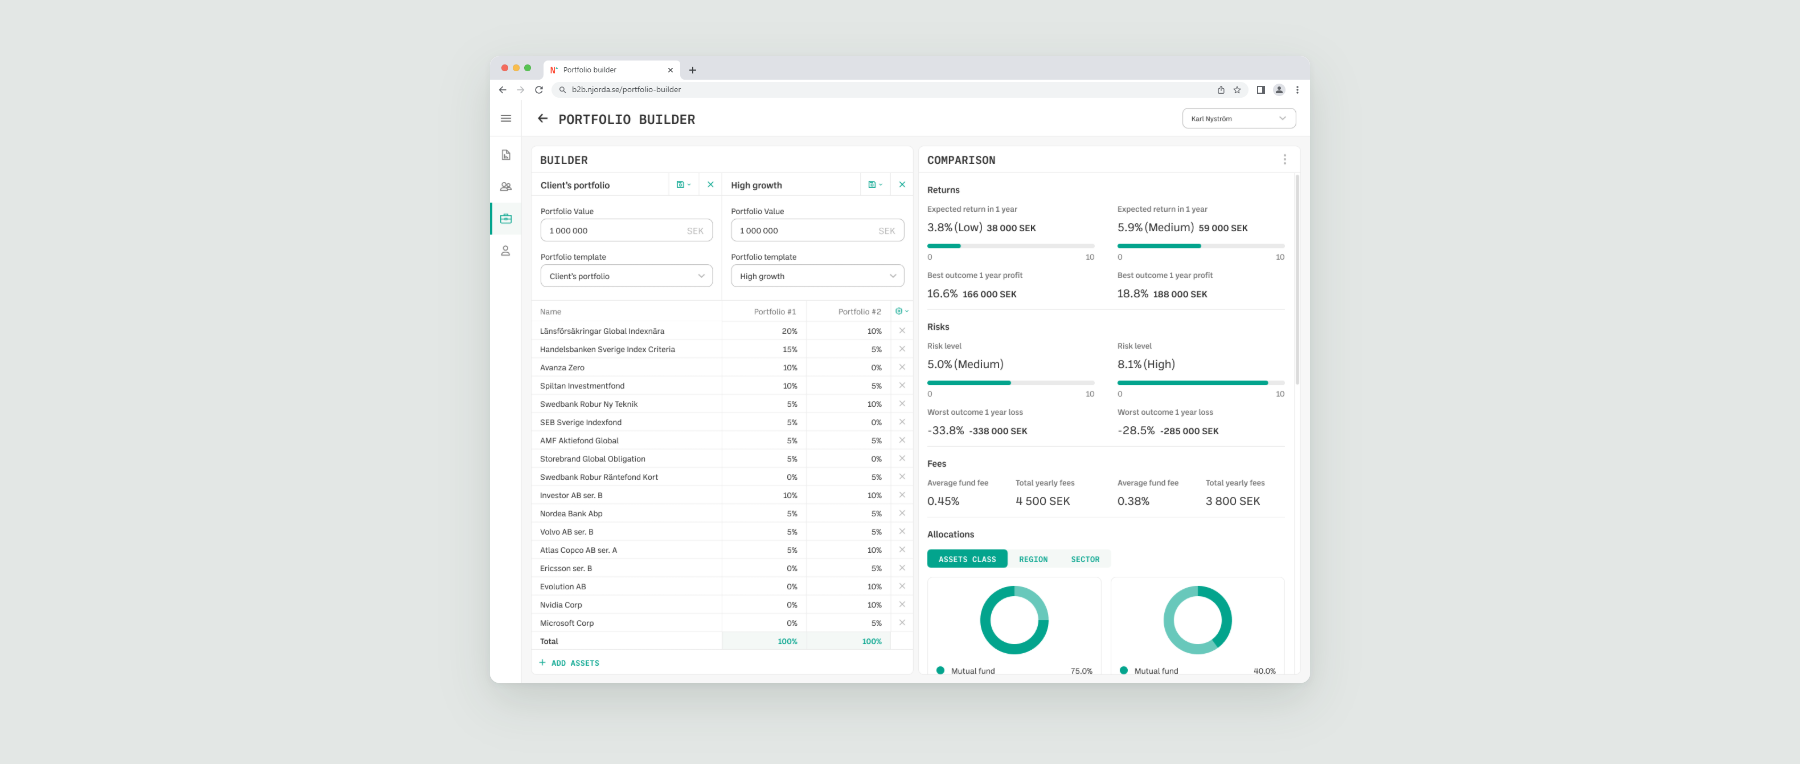 Portfolio builder
b2b.njorda.se/portfolio-builder
PORTFOLIO BUILDER
Karl Nyström
BUILDER
Client's portfolio
High growth
Portfolio Value
Portfolio Value
1 000 000 SEK
1 000 000 SEK
Portfolio template
Portfolio template
Client's portfolio
High growth
Name Portfolio #1 Portfolio #2
Länsförsäkringar Global Indexnära 20% 10%
Handelsbanken Sverige Index Criteria 15% 5%
Avanza Zero 10% 0%
Spiltan Investmentfond 10% 5%
Swedbank Robur Ny Teknik 5% 10%
SEB Sverige Indexfond 5% 0%
AMF Aktiefond Global 5% 5%
Storebrand Global Obligation 5% 0%
Swedbank Robur Räntefond Kort 0% 5%
Investor AB ser. B 10% 10%
Nordea Bank Abp 5% 5%
Volvo AB ser. B 5% 5%
Atlas Copco AB ser. A 5% 10%
Ericsson ser. B 0% 5%
Evolution AB 0% 10%
Nvidia Corp 0% 10%
Microsoft Corp 0% 5%
Total 100% 100%
+ ADD ASSETS
COMPARISON
Returns
Expected return in 1 year
Expected return in 1 year
3.8% (Low) 38 000 SEK
5.9% (Medium) 59 000 SEK
0 10
0 10
Best outcome 1 year profit
Best outcome 1 year profit
16.6% 166 000 SEK
18.8% 188 000 SEK
Risks
Risk level
Risk level
5.0% (Medium)
8.1% (High)
0 10
0 10
Worst outcome 1 year loss
Worst outcome 1 year loss
-33.8% -338 000 SEK
-28.5% -285 000 SEK
Fees
Average fund fee Total yearly fees
Average fund fee Total yearly fees
0.45% 4 500 SEK
0.38% 3 800 SEK
Allocations
ASSETS CLASS REGION SECTOR
Mutual fund 75.0%
Mutual fund 40.0%